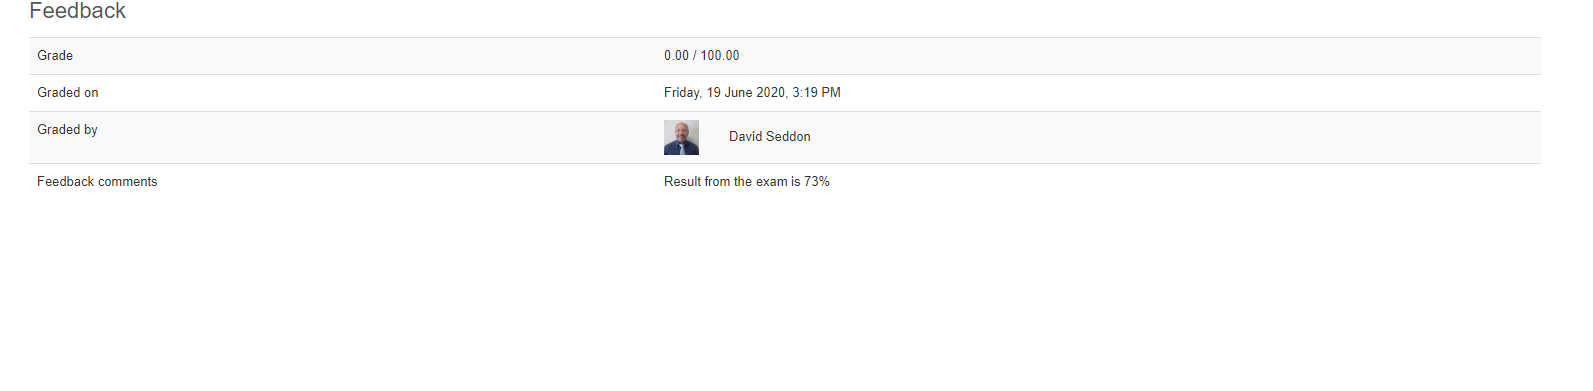 Feedback
Grade 0.00 / 100.00
Graded on Friday, 19 June 2020, 3:19 PM
Graded by David Seddon
Feedback comments Result from the exam is 73%